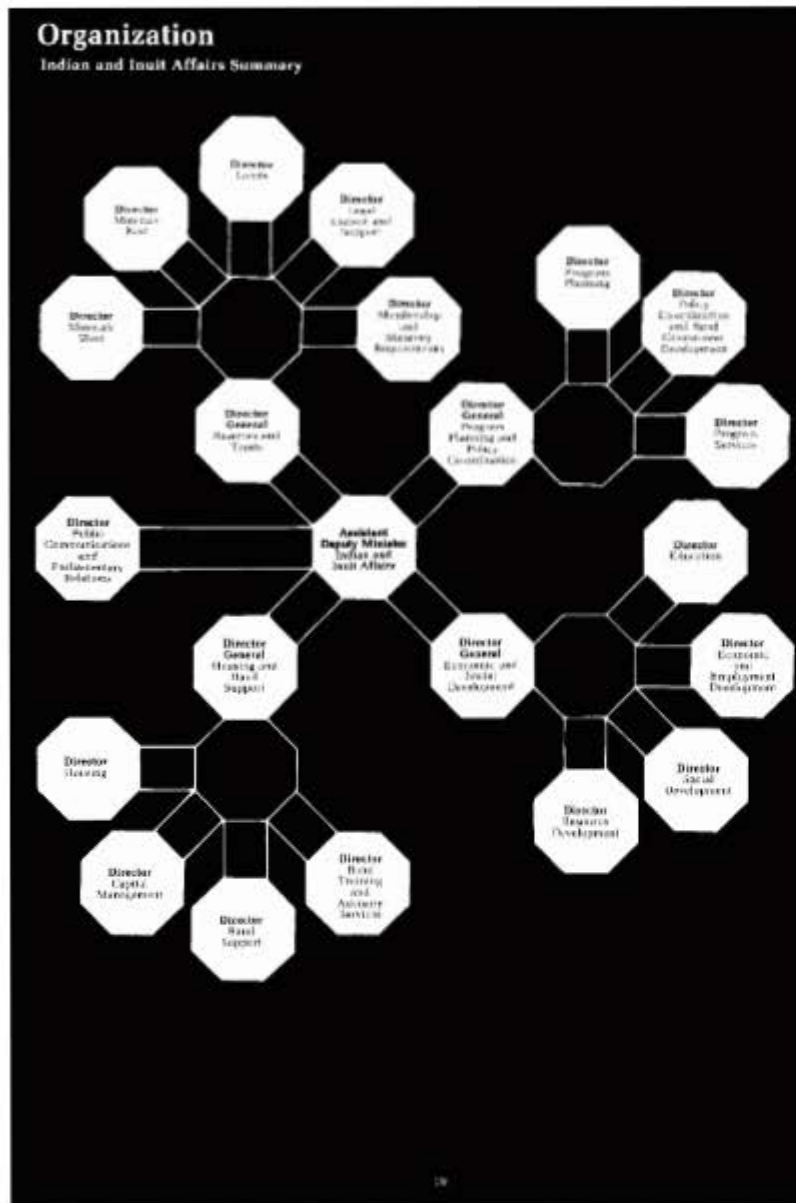 Organization
Indian and Inuit Affairs Summary
Director
Lands
Director
Minerals
East
Director
Legal
Liaison and
Support
Director
Minerals
West
Director
Membership
and
Statutory
Requirements
Director
General
Reserves and
Trusts
Director
Program
Planning
Director
Policy
Coordination
and Band
Government
Development
Director
General
Program
Planning and
Policy
Coordination
Director
Program
Services
Director
Public
Communications
and
Parliamentary
Relations
Assistant
Deputy Minister
Indian and
Inuit Affairs
Director
Education
Director
General
Housing and
Band
Support
Director
General
Economic and
Social
Development
Director
Economic
and
Employment
Development
Director
Housing
Director
Social
Development
Director
Resource
Development
Director
Capital
Management
Director
Band
Training
and
Advisory
Services
Director
Band
Support